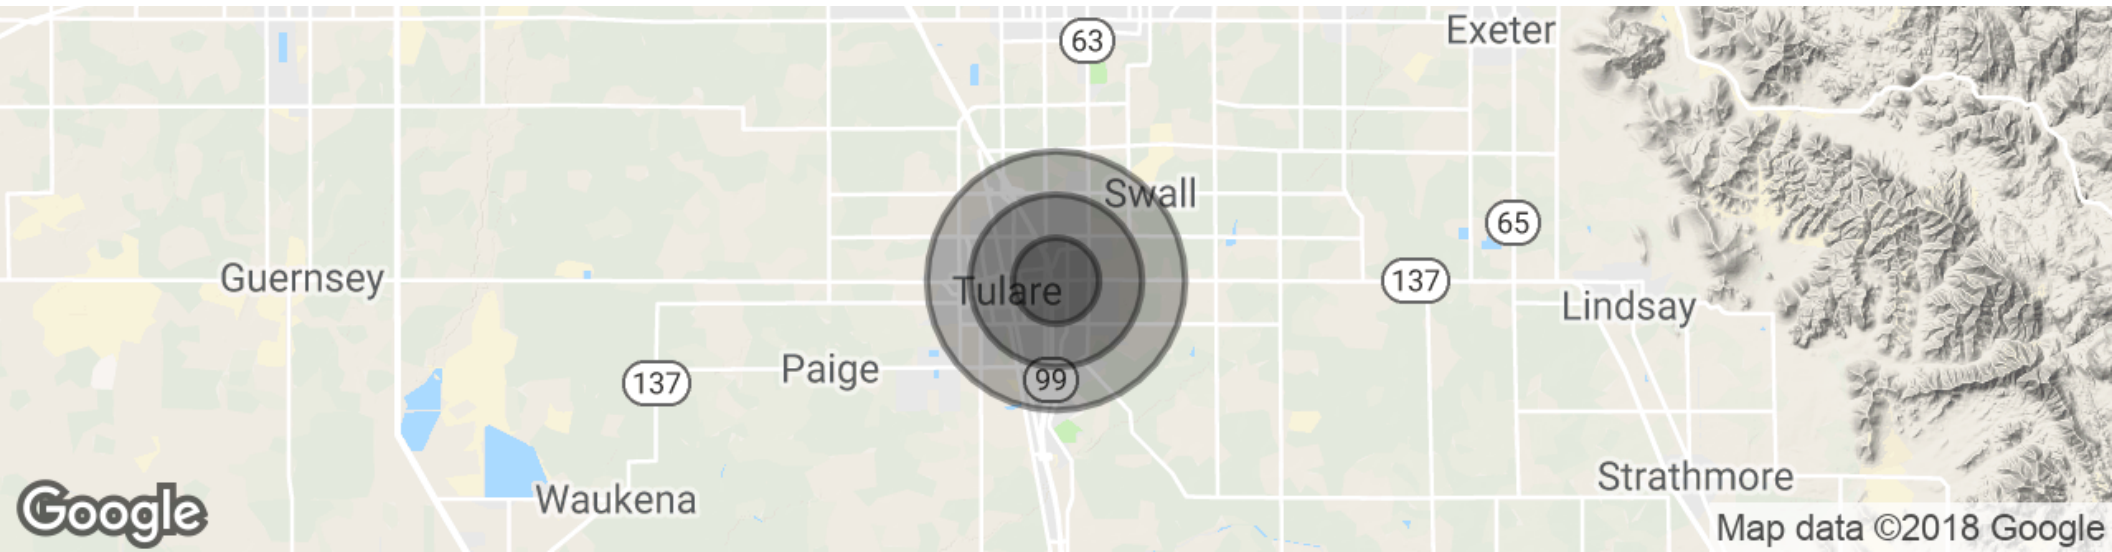 63
Exeter
Swall
65
Guernsey
Tulare
137
Lindsay
Paige
137
99
Strathmore
Waukena
Google
Map data ©2018 Google